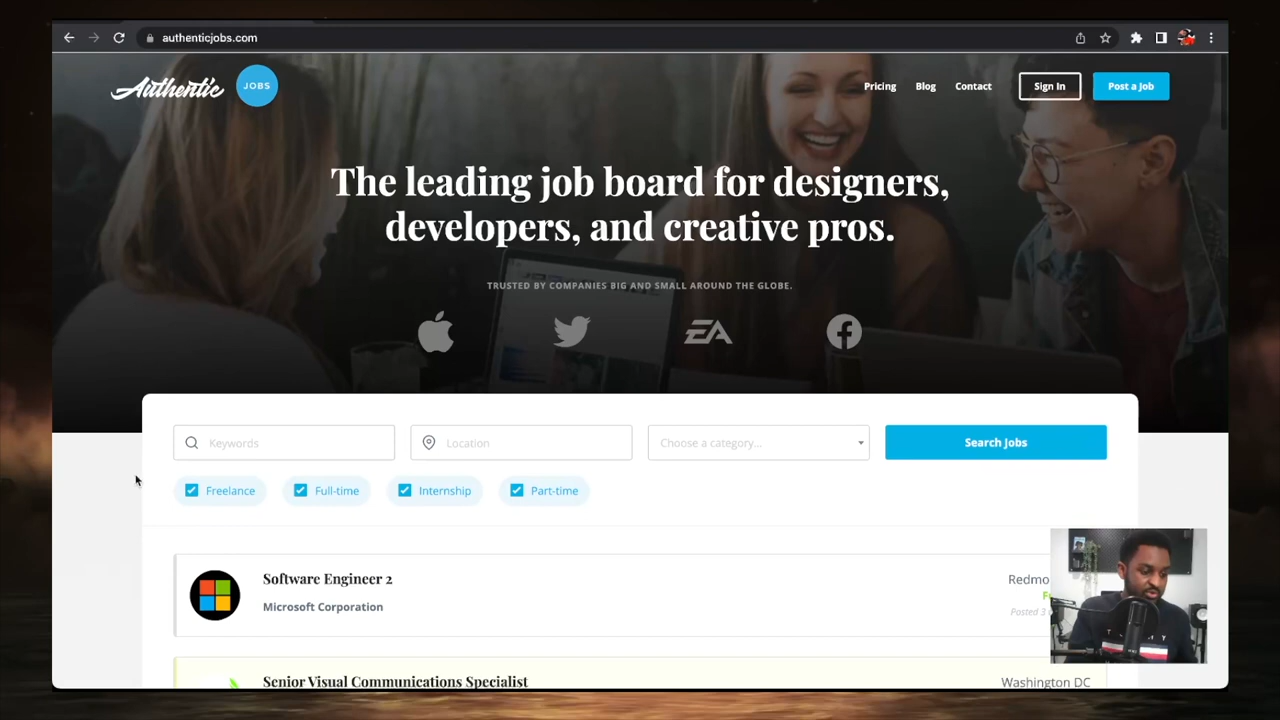 authenticjobs.com
Authentic JOBS
Pricing Blog Contact Sign In Post a Job
The leading job board for designers,
developers, and creative pros.
TRUSTED BY COMPANIES BIG AND SMALL AROUND THE GLOBE.
EA
Keywords Location Choose a category... Search Jobs
Freelance Full-time Internship Part-time
Software Engineer 2
Redmo
Microsoft Corporation
Posted 3
Senior Visual Communications Specialist
Washington DC